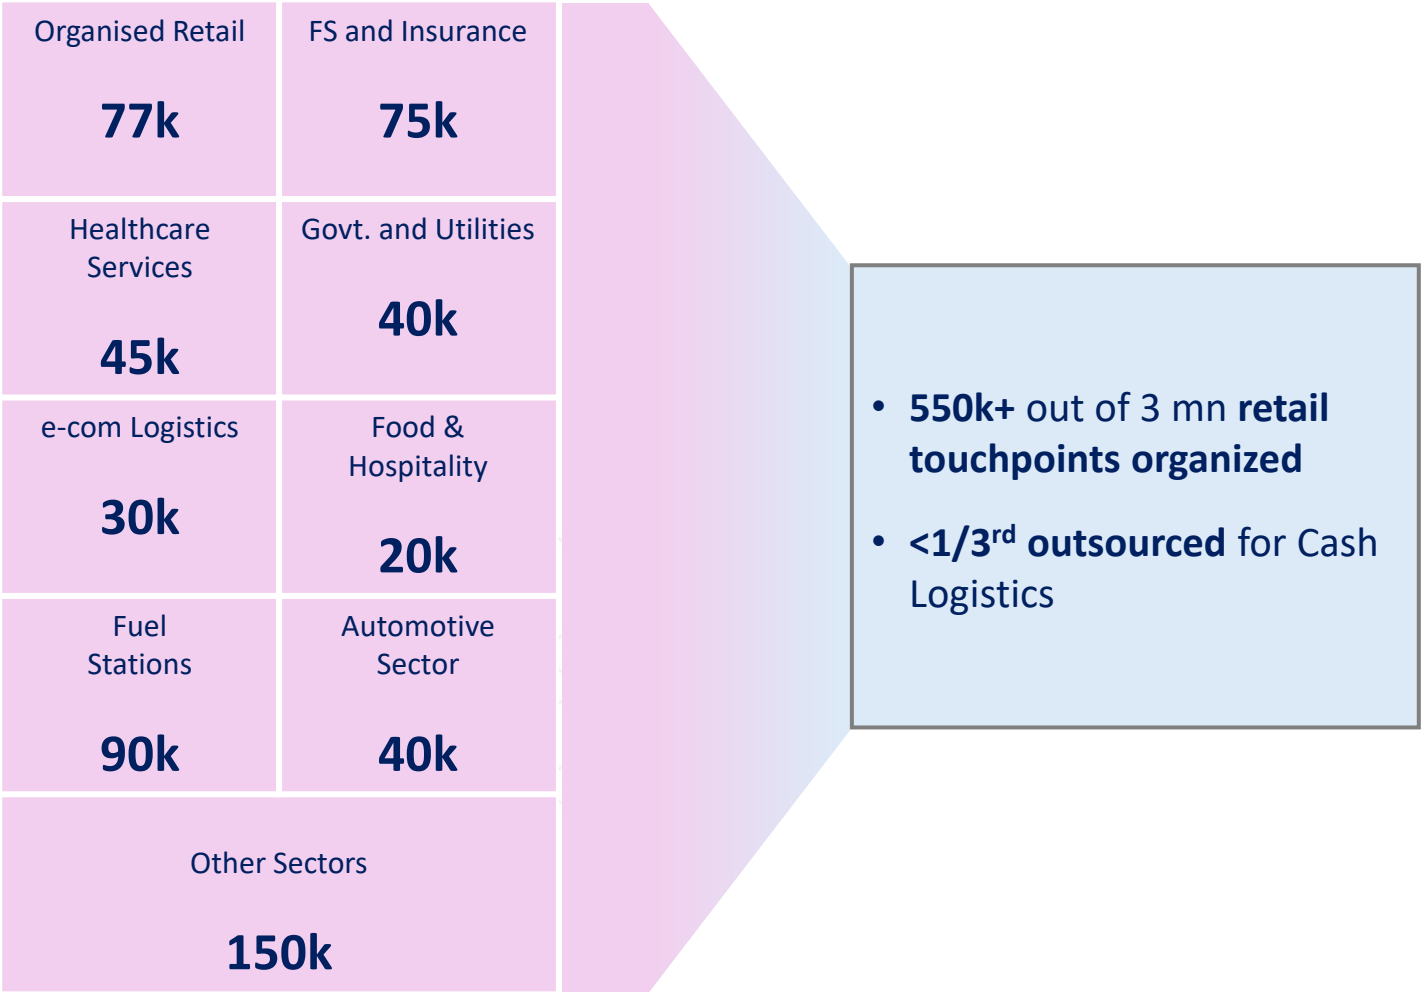 Organised Retail
77k
FS and Insurance
75k
Healthcare
Services
45k
Govt. and Utilities
40k
e-com Logistics
30k
Food &
Hospitality
20k
Fuel
Stations
90k
Automotive
Sector
40k
Other Sectors
150k
• 550k+ out of 3 mn retail
touchpoints organized
• <1/3rd outsourced for Cash
Logistics